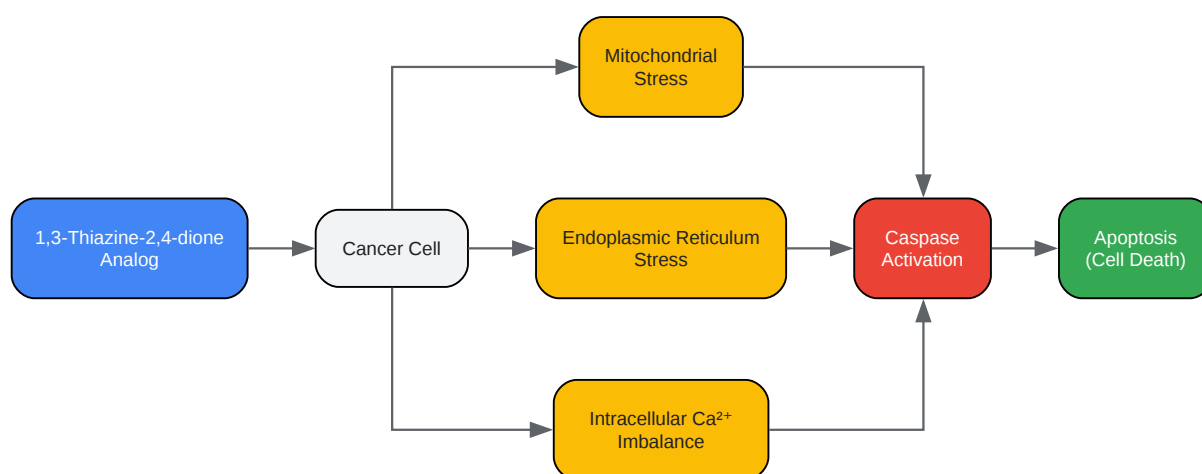 Mitochondrial
Stress
1,3-Thiazine-2,4-dione
Analog
Cancer Cell
Endoplasmic Reticulum
Stress
Caspase
Activation
Apoptosis
(Cell Death)
Intracellular Ca²⁺
Imbalance